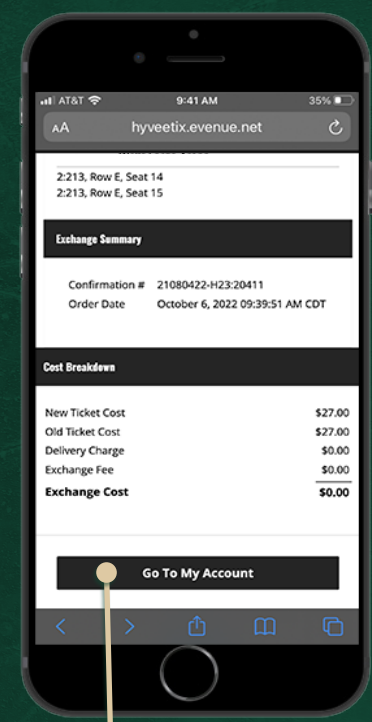 AT&T 9:41 AM 35%
AA hyveetix.evenue.net
2:213, Row E, Seat 14
2:213, Row E, Seat 15
Exchange Summary
Confirmation # 21080422-H23:20411
Order Date October 6, 2022 09:39:51 AM CDT
Cost Breakdown
New Ticket Cost $27.00
Old Ticket Cost $27.00
Delivery Charge $0.00
Exchange Fee $0.00
Exchange Cost $0.00
Go To My Account